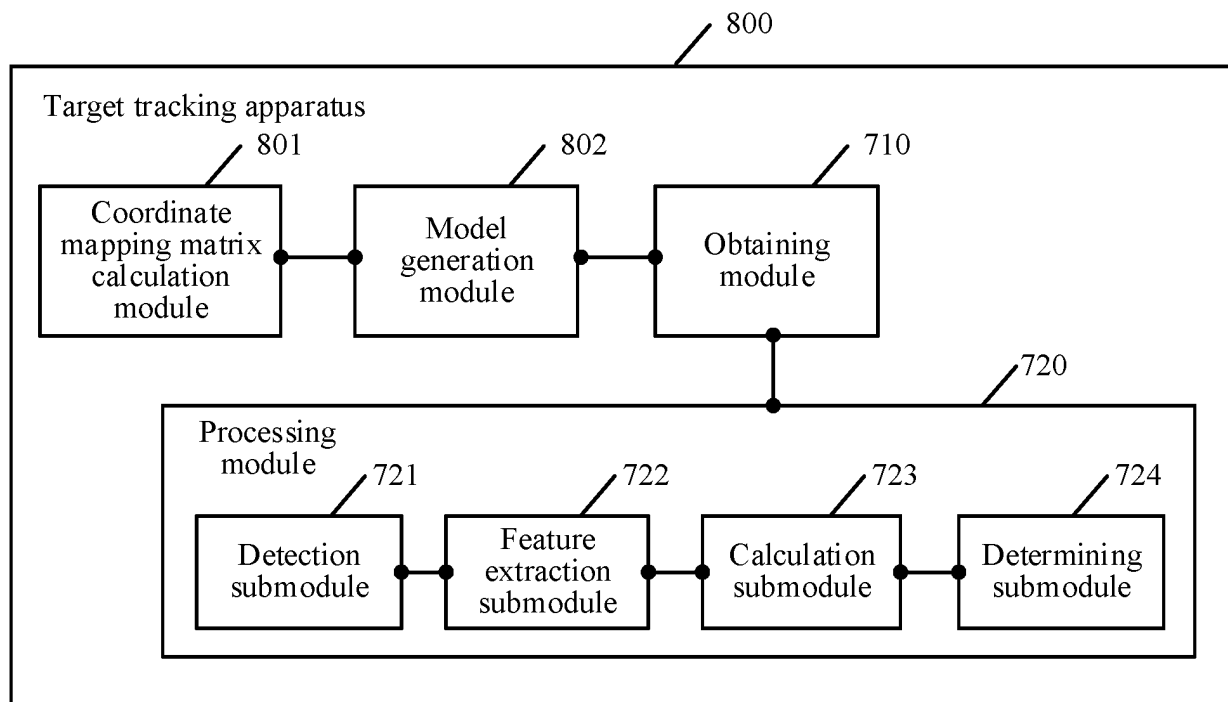 800
Target tracking apparatus
801
802
710
Coordinate
mapping matrix
calculation
module
Model
generation
module
Obtaining
module
720
Processing
module
721
722
723
724
Detection
submodule
Feature
extraction
submodule
Calculation
submodule
Determining
submodule